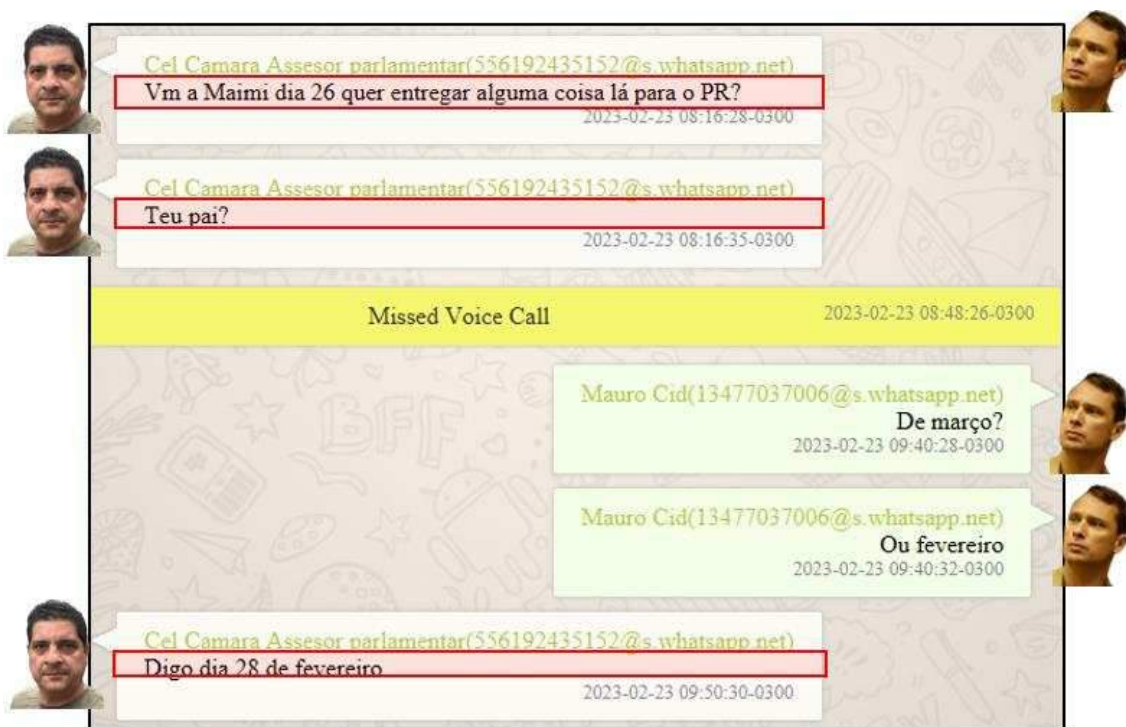 Cel Camara Assesor parlamentar(556192435152@s.whatsapp.net)
Vm a Maimi dia 26 quer entregar alguma coisa lá para o PR?
2023-02-23 08:16:28-0300
Cel Camara Assesor parlamentar(556192435152@s.whatsapp.net)
Teu pai?
2023-02-23 08:16:35-0300
Missed Voice Call
2023-02-23 08:48:26-0300
Mauro Cid(13477037006@s.whatsapp.net)
De março?
2023-02-23 09:40:28-0300
Mauro Cid(13477037006@s.whatsapp.net)
Ou fevereiro
2023-02-23 09:40:32-0300
Cel Camara Assesor parlamentar(556192435152@s.whatsapp.net)
Digo dia 28 de fevereiro
2023-02-23 09:50:30-0300
BFF